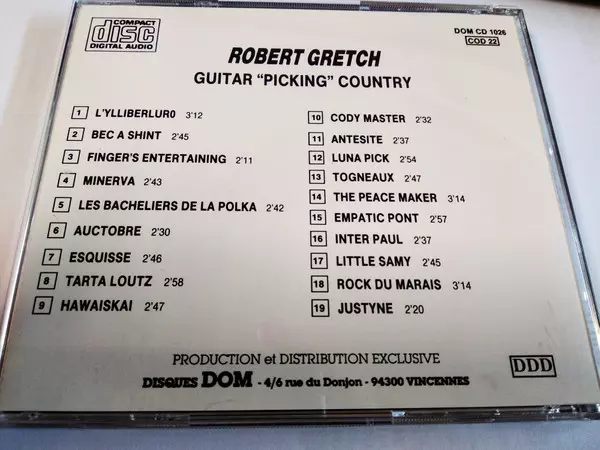 COMPACT
disc
DIGITAL AUDIO
DOM CD 1026
COD 22
ROBERT GRETCH
GUITAR "PICKING" COUNTRY
1 L'YLLIBERLUR0 3'12
2 BEC A SHINT 2'45
3 FINGER'S ENTERTAINING 2'11
4 MINERVA 2'43
5 LES BACHELIERS DE LA POLKA 2'42
6 AUCTOBRE 2'30
7 ESQUISSE 2'46
8 TARTA LOUTZ 2'58
9 HAWAISKAI 2'47
10 CODY MASTER 2'32
11 ANTESITE 2'37
12 LUNA PICK 2'54
13 TOGNEAUX 2'47
14 THE PEACE MAKER 3'14
15 EMPATIC PONT 2'57
16 INTER PAUL 2'37
17 LITTLE SAMY 2'45
18 ROCK DU MARAIS 3'14
19 JUSTYNE 2'20
PRODUCTION et DISTRIBUTION EXCLUSIVE
DISQUES DOM - 4/6 rue du Donjon - 94300 VINCENNES
DDD